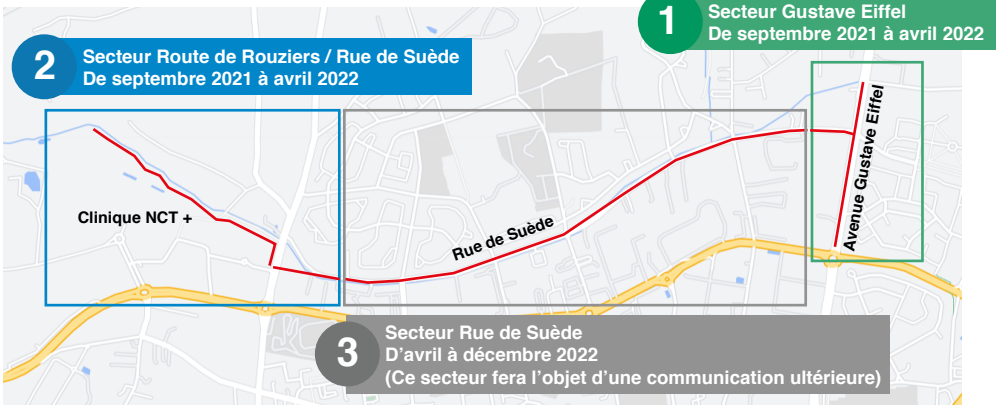 1
Secteur Gustave Eiffel
De septembre 2021 à avril 2022
2
Secteur Route de Rouziers / Rue de Suède
De septembre 2021 à avril 2022
Clinique NCT +
Rue de Suède
Avenue Gustave Eiffel
3
Secteur Rue de Suède
D’avril à décembre 2022
(Ce secteur fera l’objet d’une communication ultérieure)